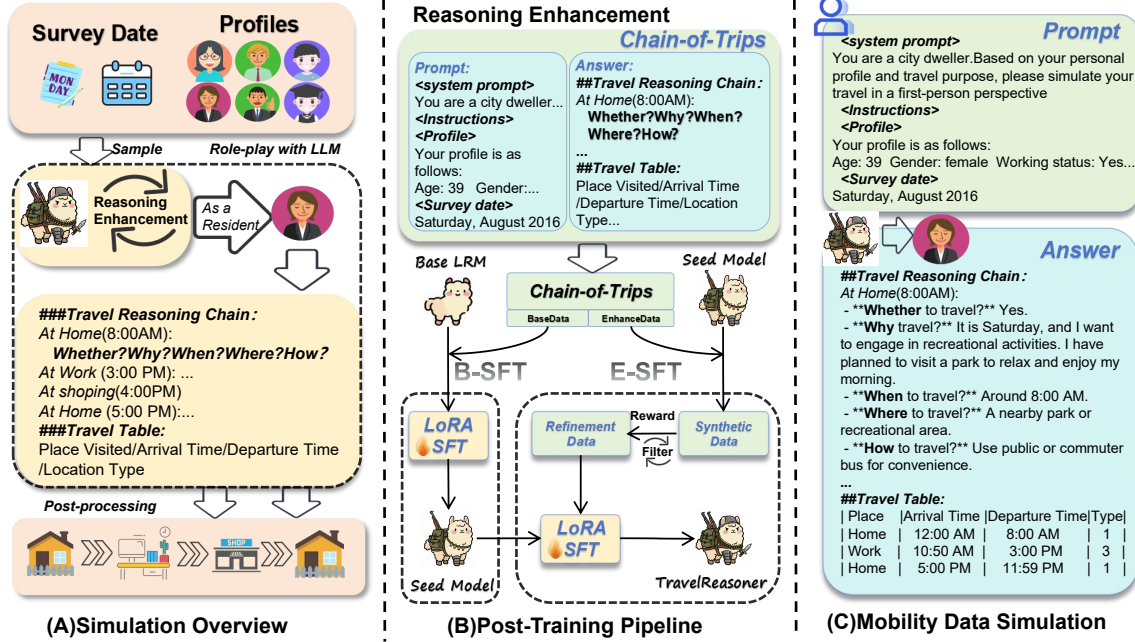 Survey Date
Profiles
MON
DAY
Sample
Role-play with LLM
Reasoning
Enhancement
As a
Resident
###Travel Reasoning Chain:
At Home(8:00AM):
Whether?Why?When?Where?How?
At Work (3:00 PM): ...
At shoping(4:00PM)
At Home (5:00 PM):...
###Travel Table:
Place Visited/Arrival Time/Departure Time
/Location Type
Post-processing
SHOP
(A)Simulation Overview
Reasoning Enhancement
Chain-of-Trips
Prompt:
<system prompt>
You are a city dweller...
<Instructions>
<Profile>
Your profile is as
follows:
Age: 39 Gender:...
<Survey date>
Saturday, August 2016
Answer:
##Travel Reasoning Chain:
At Home(8:00AM):
Whether?Why?When?
Where?How?
...
##Travel Table:
Place Visited/Arrival Time
/Departure Time/Location
Type...
Base LRM
Seed Model
Chain-of-Trips
BaseData
EnhanceData
B-SFT
E-SFT
LoRA
SFT
Refinement
Data
Reward
Filter
Synthetic
Data
LoRA
SFT
Seed Model
TravelReasoner
(B)Post-Training Pipeline
Prompt
<system prompt>
You are a city dweller.Based on your personal
profile and travel purpose, please simulate your
travel in a first-person perspective
<Instructions>
<Profile>
Your profile is as follows:
Age: 39 Gender: female Working status: Yes...
<Survey date>
Saturday, August 2016
Answer
##Travel Reasoning Chain:
At Home(8:00AM):
- **Whether to travel?** Yes.
- **Why travel?** It is Saturday, and I want
to engage in recreational activities. I have
planned to visit a park to relax and enjoy my
morning.
- **When to travel?** Around 8:00 AM.
- **Where to travel?** A nearby park or
recreational area.
- **How to travel?** Use public or commuter
bus for convenience.
...
##Travel Table:
| Place |Arrival Time |Departure Time|Type|
| Home | 12:00 AM | 8:00 AM | 1 |
| Work | 10:50 AM | 3:00 PM | 3 |
| Home | 5:00 PM | 11:59 PM | 1 |
(C)Mobility Data Simulation